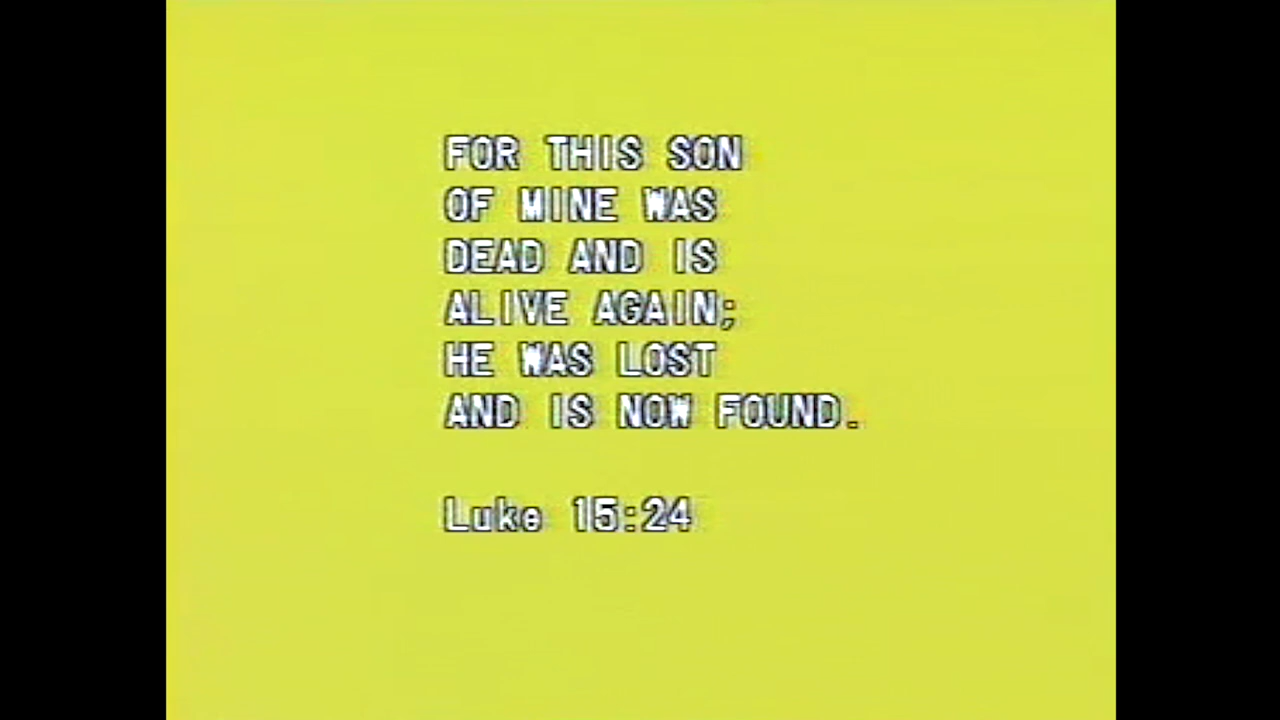 FOR THIS SON
OF MINE WAS
DEAD AND IS
ALIVE AGAIN;
HE WAS LOST
AND IS NOW FOUND.
Luke 15:24